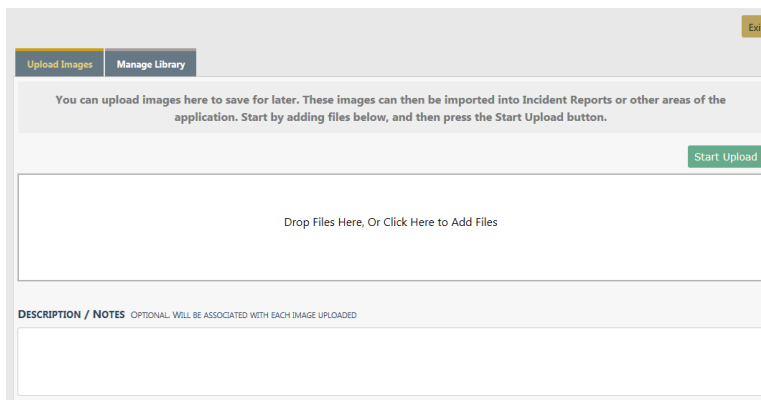 Exi
Upload Images
Manage Library
You can upload images here to save for later. These images can then be imported into Incident Reports or other areas of the
application. Start by adding files below, and then press the Start Upload button.
Start Upload
Drop Files Here, Or Click Here to Add Files
DESCRIPTION / NOTES OPTIONAL. WILL BE ASSOCIATED WITH EACH IMAGE UPLOADED